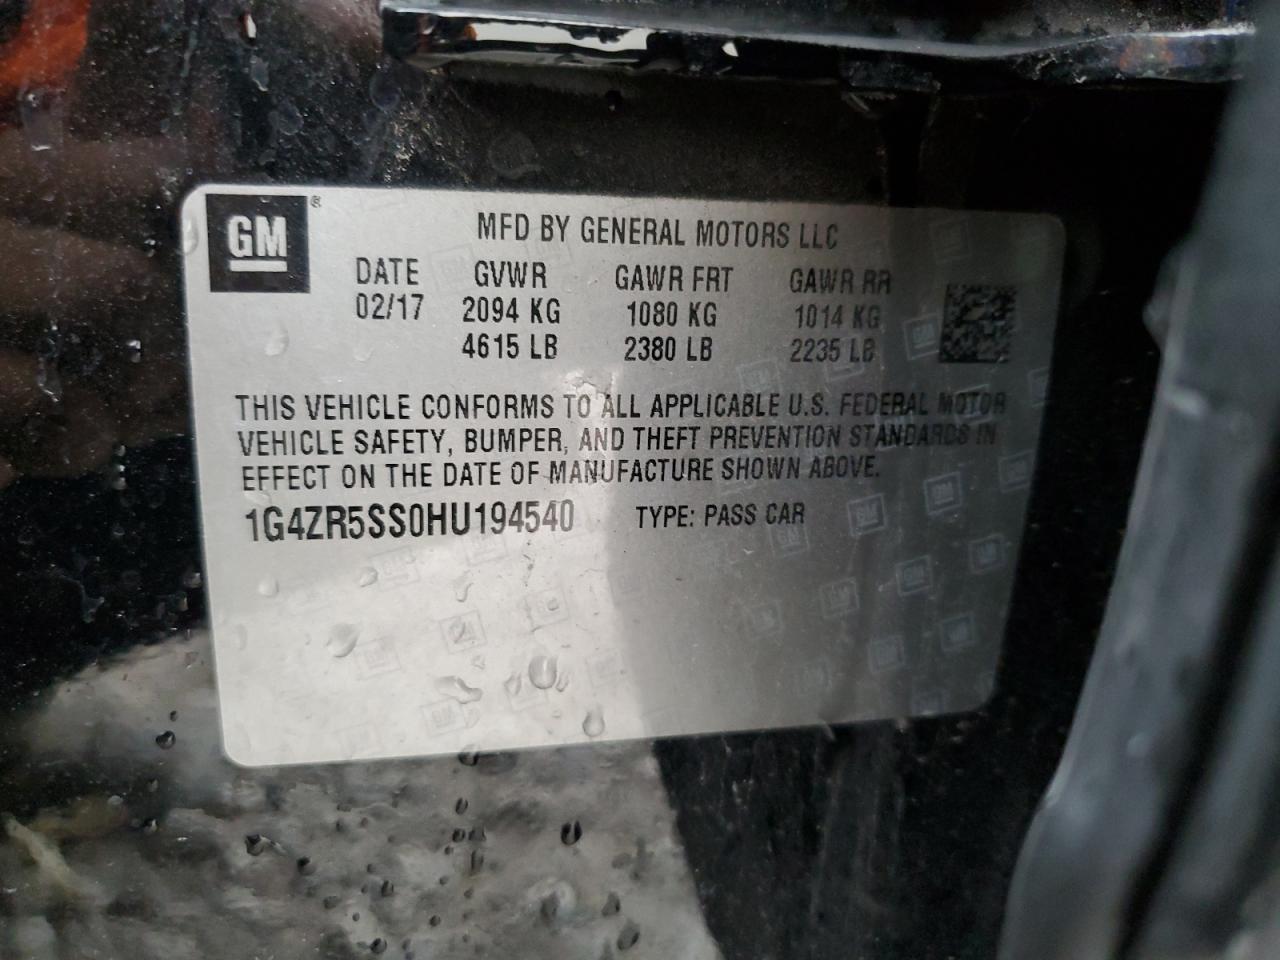 GM ®
MFD BY GENERAL MOTORS LLC
DATE GVWR GAWR FRT GAWR RR
02/17 2094 KG 1080 KG 1014 KG
4615 LB 2380 LB 2235 LB
THIS VEHICLE CONFORMS TO ALL APPLICABLE U.S. FEDERAL MOTOR
VEHICLE SAFETY, BUMPER, AND THEFT PREVENTION STANDARDS IN
EFFECT ON THE DATE OF MANUFACTURE SHOWN ABOVE.
1G4ZR5SS0HU194540 TYPE: PASS CAR